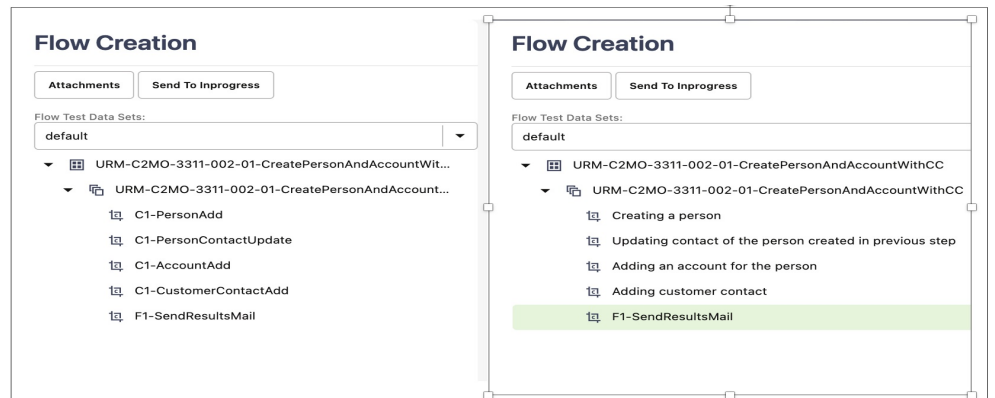 Flow Creation
Attachments
Send To Inprogress
Flow Test Data Sets:
default
URM-C2MO-3311-002-01-CreatePersonAndAccountWit...
URM-C2MO-3311-002-01-CreatePersonAndAccount...
C1-PersonAdd
C1-PersonContactUpdate
C1-AccountAdd
C1-CustomerContactAdd
F1-SendResultsMail
Flow Creation
Attachments
Send To Inprogress
Flow Test Data Sets:
default
URM-C2MO-3311-002-01-CreatePersonAndAccountWithCC
URM-C2MO-3311-002-01-CreatePersonAndAccountWithCC
Creating a person
Updating contact of the person created in previous step
Adding an account for the person
Adding customer contact
F1-SendResultsMail